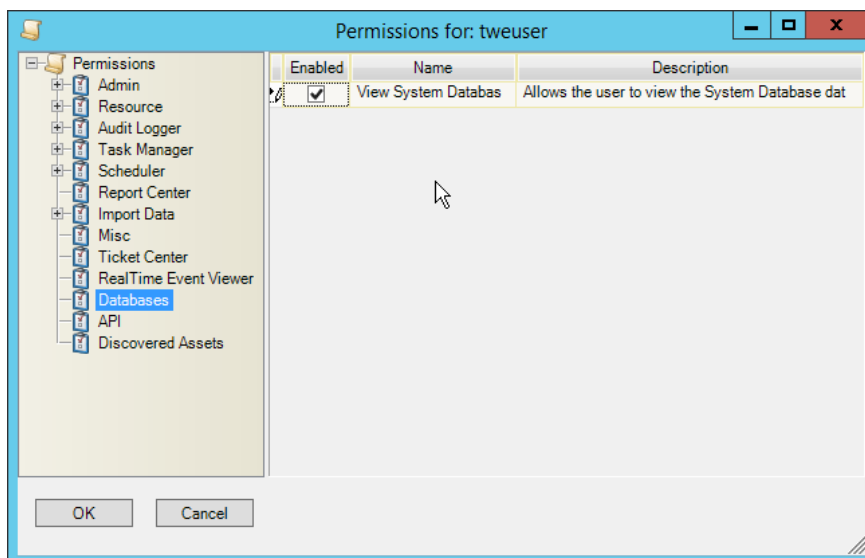 Permissions for: tweuser
Permissions
Admin
Resource
Audit Logger
Task Manager
Scheduler
Report Center
Import Data
Misc
Ticket Center
RealTime Event Viewer
Databases
API
Discovered Assets
Enabled Name Description
View System Databas Allows the user to view the System Database dat
OK Cancel